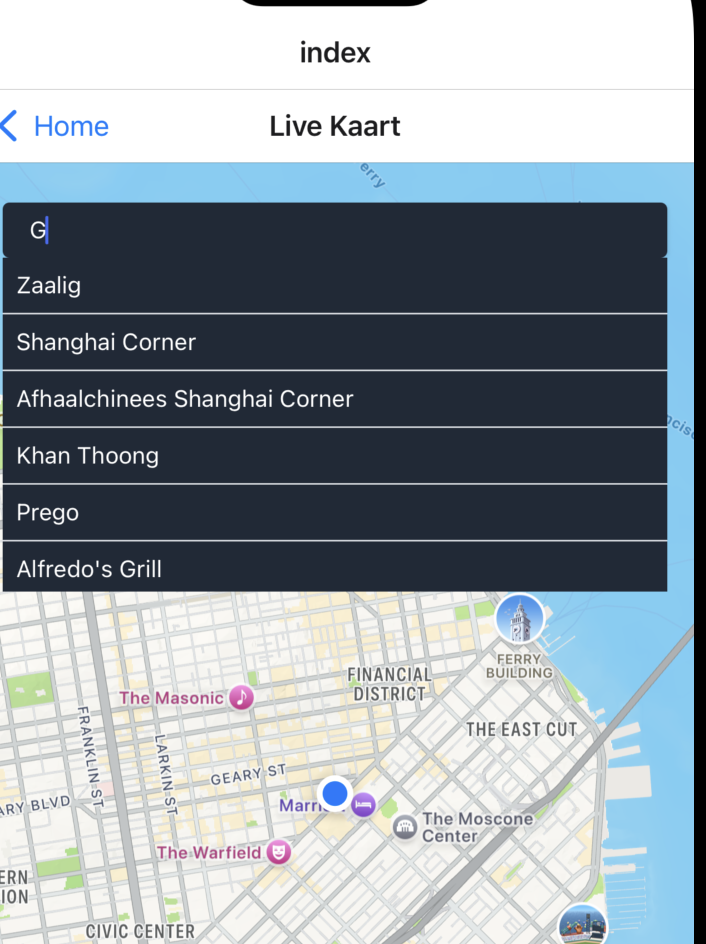 index
Home
Live Kaart
erry
G
Zaalig
Shanghai Corner
Afhaalchinees Shanghai Corner
Khan Thoong
Prego
Alfredo's Grill
FERRY
BUILDING
FINANCIAL
DISTRICT
The Masonic
THE EAST CUT
FRANKLIN ST
LARKIN ST
GEARY ST
ARY BLVD
The Moscone
Center
The Warfield
ERN
ION
CIVIC CENTER